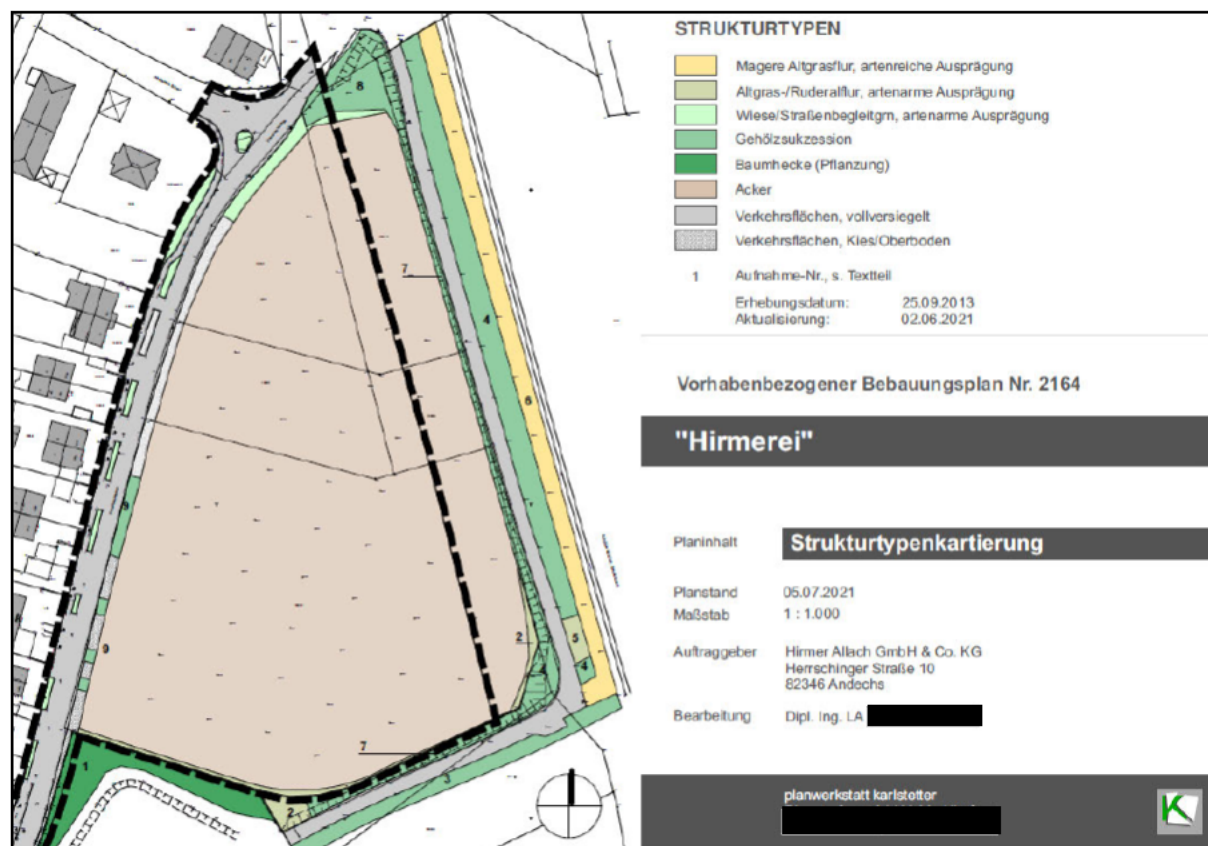 8
7
4
6
9
2
5
4
9
7
1
3
2
STRUKTURTYPEN
Magere Altgrasflur, artenreiche Ausprägung
Altgras-/Ruderalflur, artenarme Ausprägung
Wiese/Straßenbegleitgrn, artenarme Ausprägung
Gehölzsukzession
Baumhecke (Pflanzung)
Acker
Verkehrsflächen, vollversiegelt
Verkehrsflächen, Kies/Oberboden
1 Aufnahme-Nr., s. Textteil
Erhebungsdatum: 25.09.2013
Aktualisierung: 02.06.2021
Vorhabenbezogener Bebauungsplan Nr. 2164
"Hirmerei"
Planinhalt Strukturtypenkartierung
Planstand 05.07.2021
Maßstab 1 : 1.000
Auftraggeber Hirmer Allach GmbH & Co. KG
Herrschinger Straße 10
82346 Andechs
Bearbeitung Dipl. Ing. LA
planwerkstatt karlstetter
K